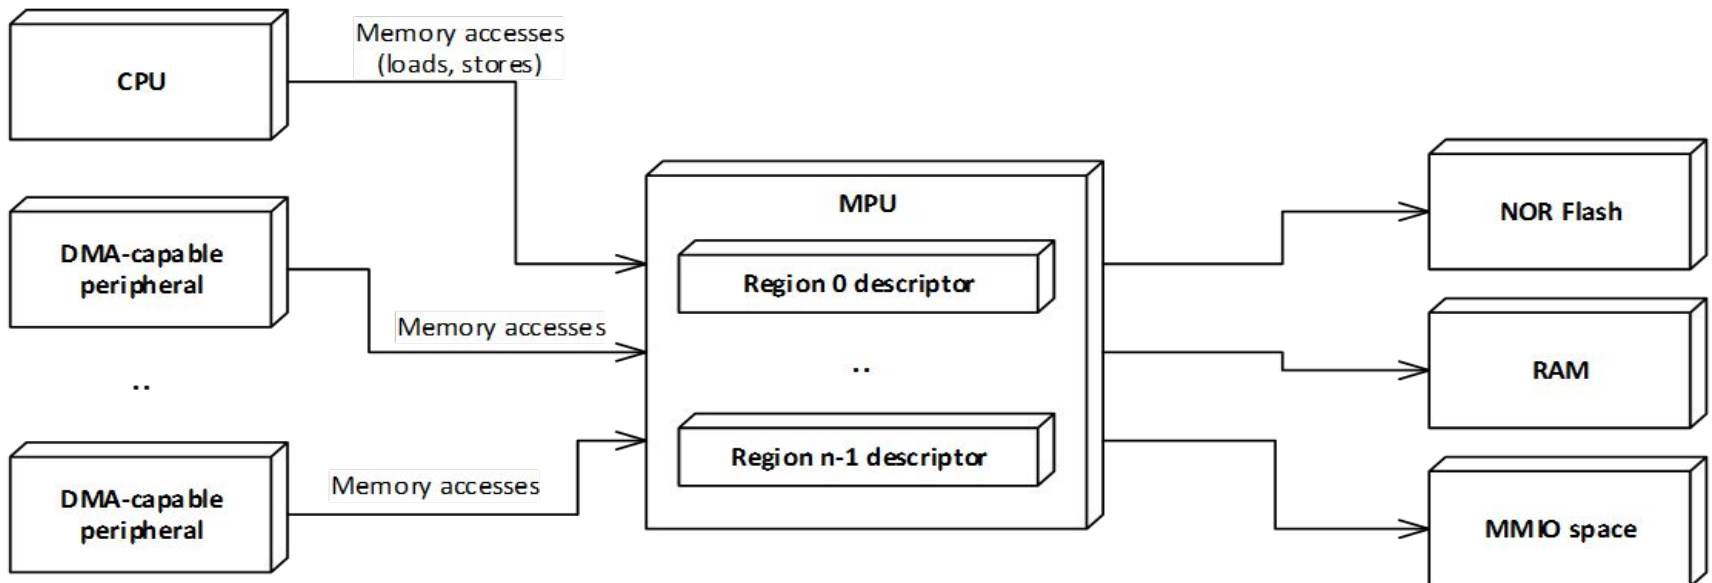 CPU
Memory accesses
(loads, stores)
DMA-capable
peripheral
Memory accesses
..
DMA-capable
peripheral
Memory accesses
MPU
Region 0 descriptor
..
Region n-1 descriptor
NOR Flash
RAM
MMIO space